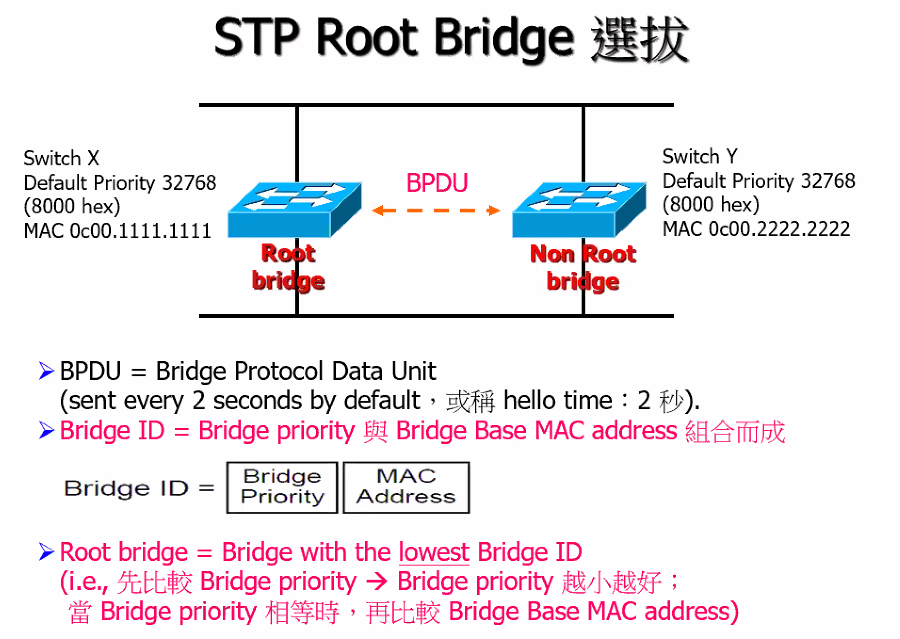 STP Root Bridge 選拔
Switch X
Default Priority 32768
(8000 hex)
MAC 0c00.1111.1111
Root
bridge
BPDU
Switch Y
Default Priority 32768
(8000 hex)
MAC 0c00.2222.2222
Non Root
bridge
➢BPDU = Bridge Protocol Data Unit
(sent every 2 seconds by default，或稱 hello time：2 秒).
➢Bridge ID = Bridge priority 與 Bridge Base MAC address 組合而成
Bridge ID = Bridge Priority MAC Address
➢Root bridge = Bridge with the lowest Bridge ID
(i.e., 先比較 Bridge priority → Bridge priority 越小越好；
當 Bridge priority 相等時，再比較 Bridge Base MAC address)